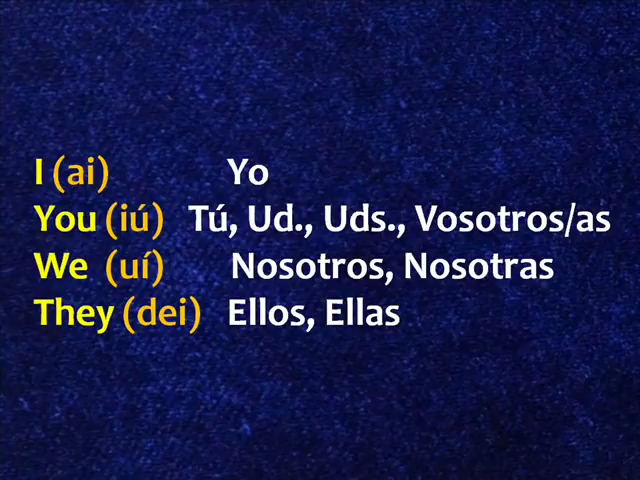 I (ai) Yo
You (iú) Tú, Ud., Uds., Vosotros/as
We (uí) Nosotros, Nosotras
They (dei) Ellos, Ellas